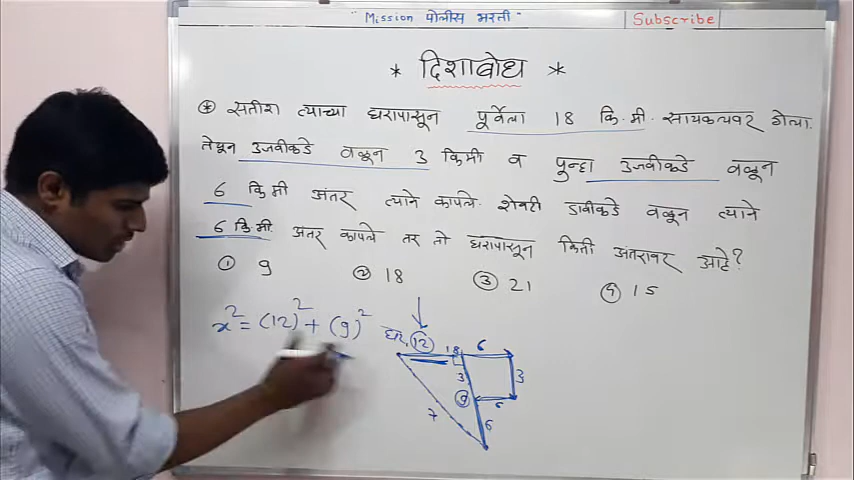 "Mission पोलीस भरती"
Subscribe
* दिशाबोध *
* सतीश त्याच्या घरापासून पूर्वेला 18 कि.मी. सायकलवर गेला.
तेथून उजवीकडे वळून 3 किमी व पुन्हा उजवीकडे वळून
6 कि मी अंतर त्याने कापले. शेवटी डावीकडे वळून त्याने
6 कि.मी. अंतर कापले तर तो घरापासून किती अंतरावर आहे?
① 9 ② 18 ③ 21 ④ 15
x² = (12)² + (9)²
घर 12 18 6
3 3
9 6
? 6